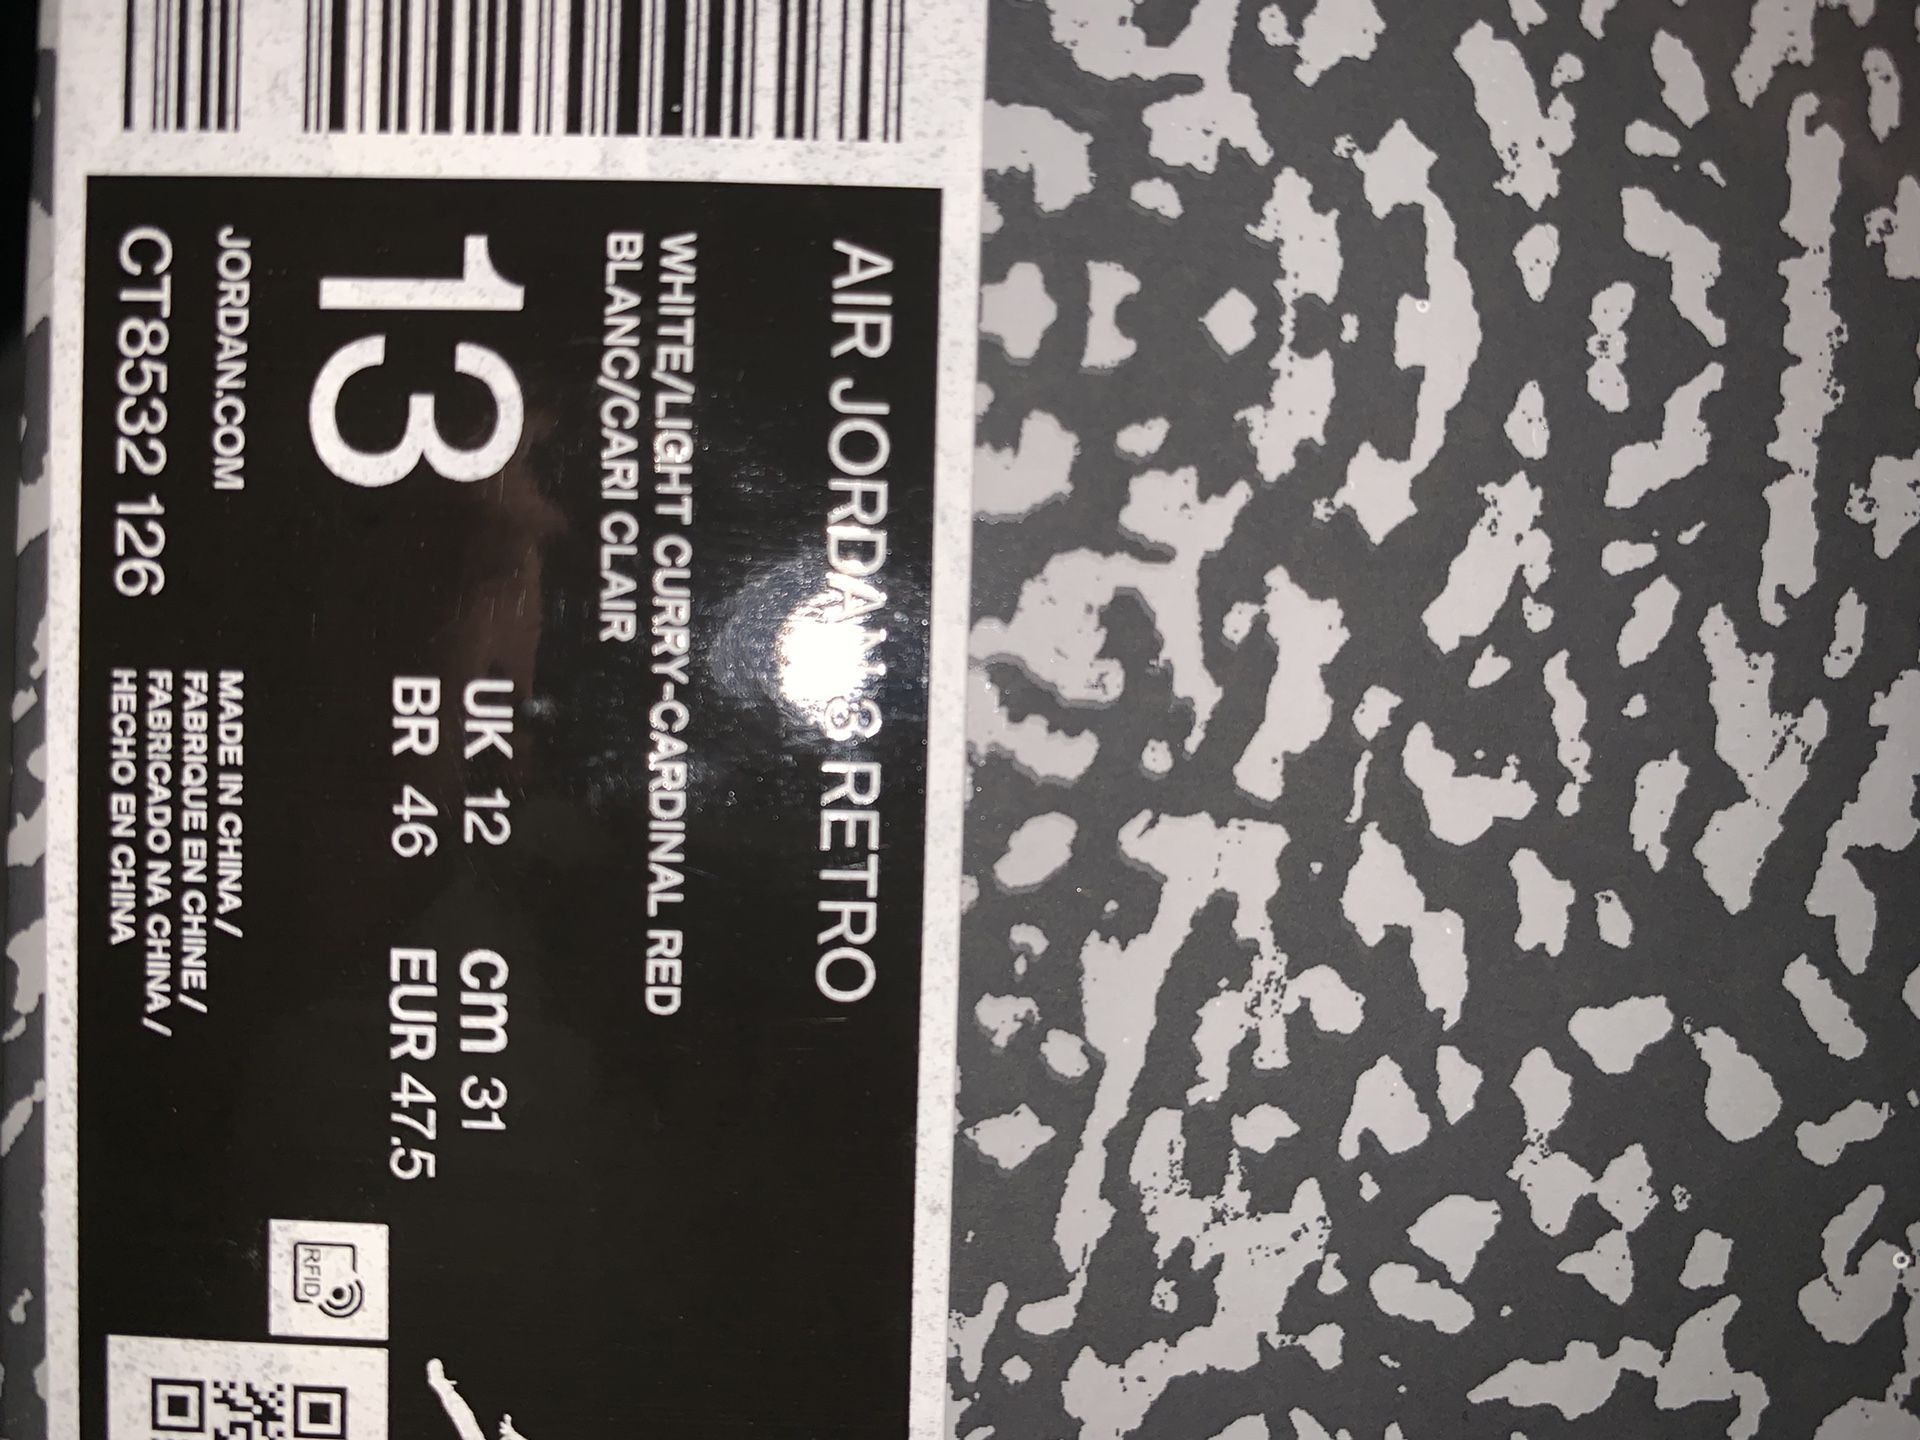 AIR JORDAN 3 RETRO
WHITE/LIGHT CURRY-CARDINAL RED
BLANC/CARI CLAIR
13
UK 12
cm 31
BR 46
EUR 47.5
JORDAN.COM
CT8532 126
MADE IN CHINA /
FABRIQUE EN CHINE /
FABRICADO NA CHINA /
HECHO EN CHINA
RFID